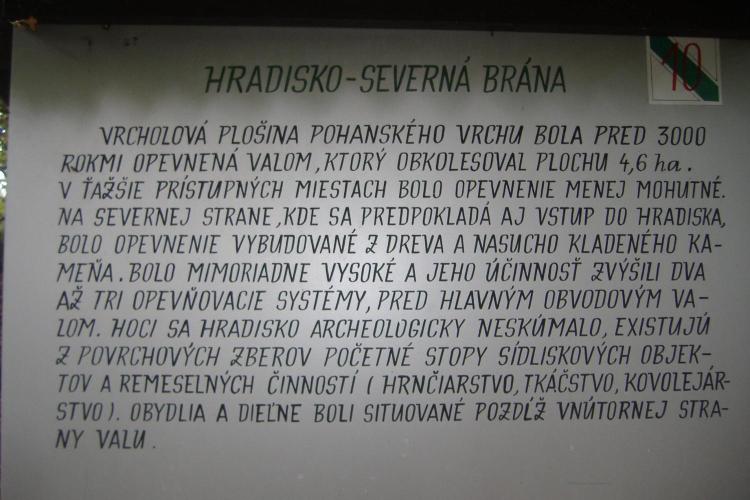 10
HRADISKO-SEVERNÁ BRÁNA
VRCHOLOVÁ PLOŠINA POHANSKÉHO VRCHU BOLA PRED 3000
ROKMI OPEVNENÁ VALOM, KTORÝ OBKOLESOVAL PLOCHU 4,6 ha.
V ŤAŽŠIE PRÍSTUPNÝCH MIESTACH BOLO OPEVNENIE MENEJ MOHUTNÉ.
NA SEVERNEJ STRANE, KDE SA PREDPOKLADÁ AJ VSTUP DO HRADISKA,
BOLO OPEVNENIE VYBUDOVANÉ Z DREVA A NASUCHO KLADENÉHO KA-
MEŇA. BOLO MIMORIADNE VYSOKÉ A JEHO ÚČINNOSŤ ZVÝŠILI DVA
AŽ TRI OPEVŇOVACIE SYSTÉMY, PRED HLAVNÝM OBVODOVÝM VA-
LOM. HOCI SA HRADISKO ARCHEOLOGICKY NESKÚMALO, EXISTUJÚ
Z POVRCHOVÝCH ZBEROV POČETNÉ STOPY SÍDLISKOVÝCH OBJEK-
TOV A REMESELNÝCH ČINNOSTÍ (HRNČIARSTVO, TKÁČSTVO, KOVOLEJÁR-
STVO). OBYDLIA A DIEĽNE BOLI SITUOVANÉ POZDĹŽ VNÚTORNEJ STRA-
NY VALU.